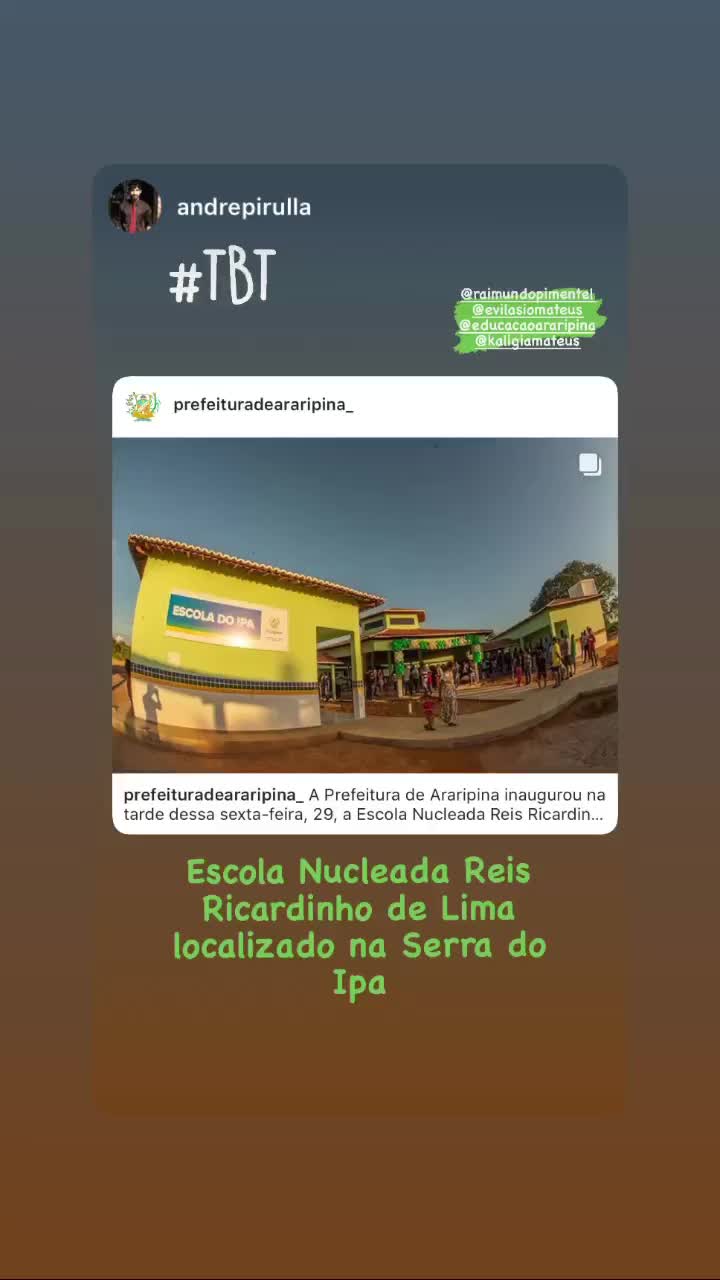 andrepirulla
#TBT
@raimundopimentel
@evilasiomateus
@educacaoararipina
@kallgiamateus
prefeituradeararipina_
ESCOLA DO IPA
prefeituradeararipina_ A Prefeitura de Araripina inaugurou na
tarde dessa sexta-feira, 29, a Escola Nucleada Reis Ricardin...
Escola Nucleada Reis
Ricardinho de Lima
localizado na Serra do
Ipa